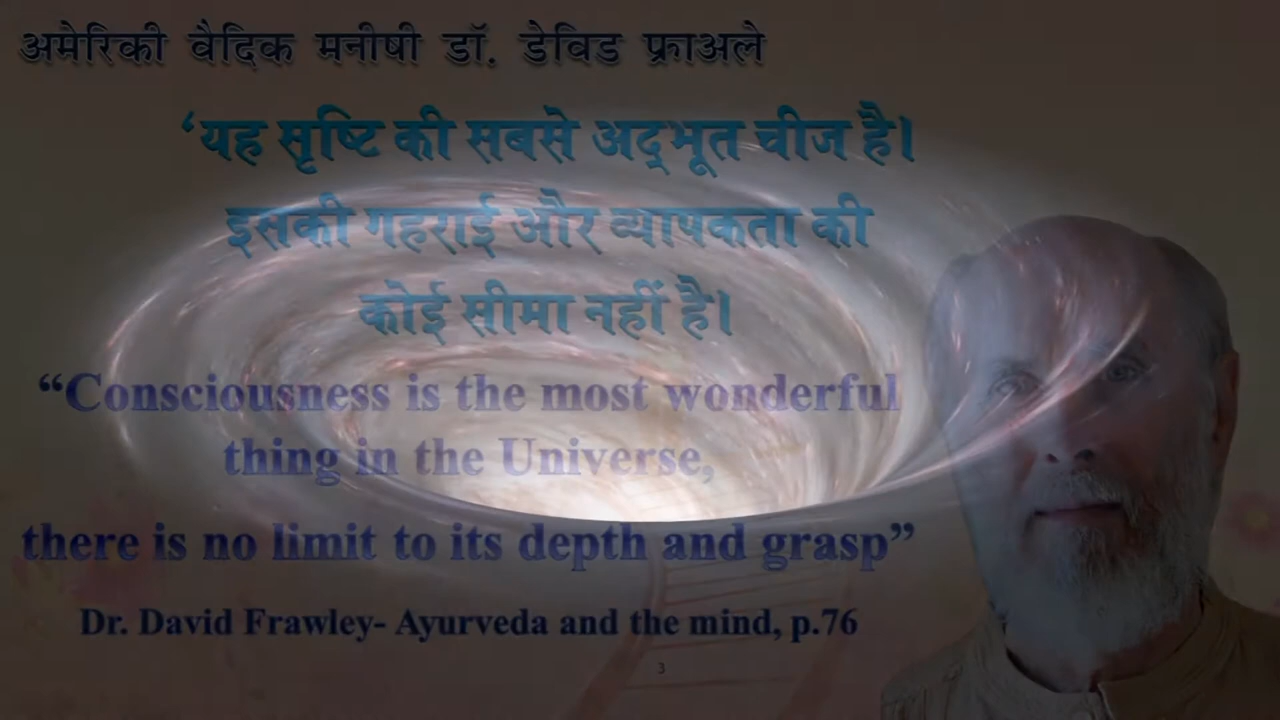 अमेरिकी वैदिक मनीषी डॉ. डेविड फ्राअले
‘यह सृष्टि की सबसे अद्‌भूत चीज है।
इसकी गहराई और व्यापकता की
कोई सीमा नहीं है।
“Consciousness is the most wonderful
thing in the Universe,
there is no limit to its depth and grasp”
Dr. David Frawley- Ayurveda and the mind, p.76
3